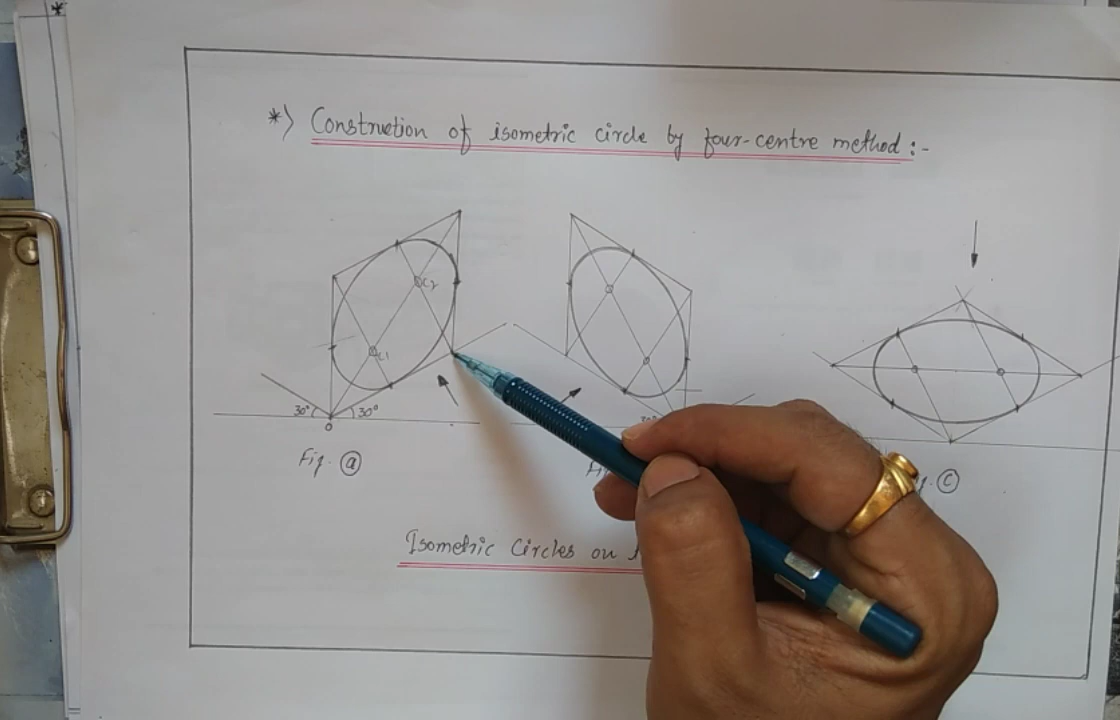 *) Construction of isometric circle by four-centre method :-
C2
C1
30° 30°
o
Fig. (a)
(c)
Isometric Circles on